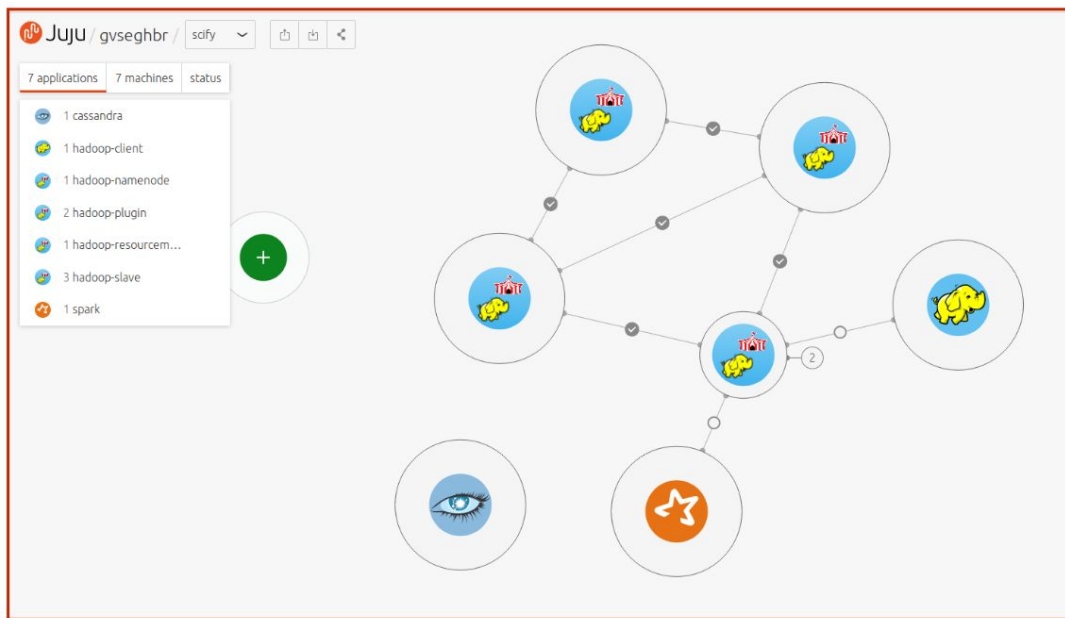 JUJU / gvseghbr / scify
7 applications 7 machines status
1 cassandra
1 hadoop-client
1 hadoop-namenode
2 hadoop-plugin
1 hadoop-resourcem...
3 hadoop-slave
1 spark
2